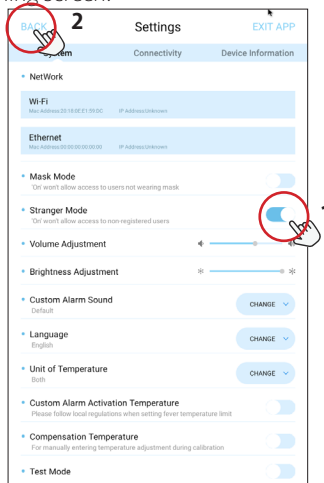 BACK 2 Settings EXIT APP
System Connectivity Device Information
NetWork
Wi-Fi
Mac Address:20:18:0E:E1:59:DC IP Address:Unknown
Ethernet
Mac Address:00:00:00:00:00:00 IP Address:Unknown
Mask Mode
'On' won't allow access to users not wearing mask
Stranger Mode
'On' won't allow access to non-registered users
Volume Adjustment
Brightness Adjustment
Custom Alarm Sound
Default
CHANGE
Language
English
CHANGE
Unit of Temperature
Both
CHANGE
Custom Alarm Activation Temperature
Please follow local regulations when setting fever temperature limit
Compensation Temperature
For manually entering temperature adjustment during calibration
Test Mode